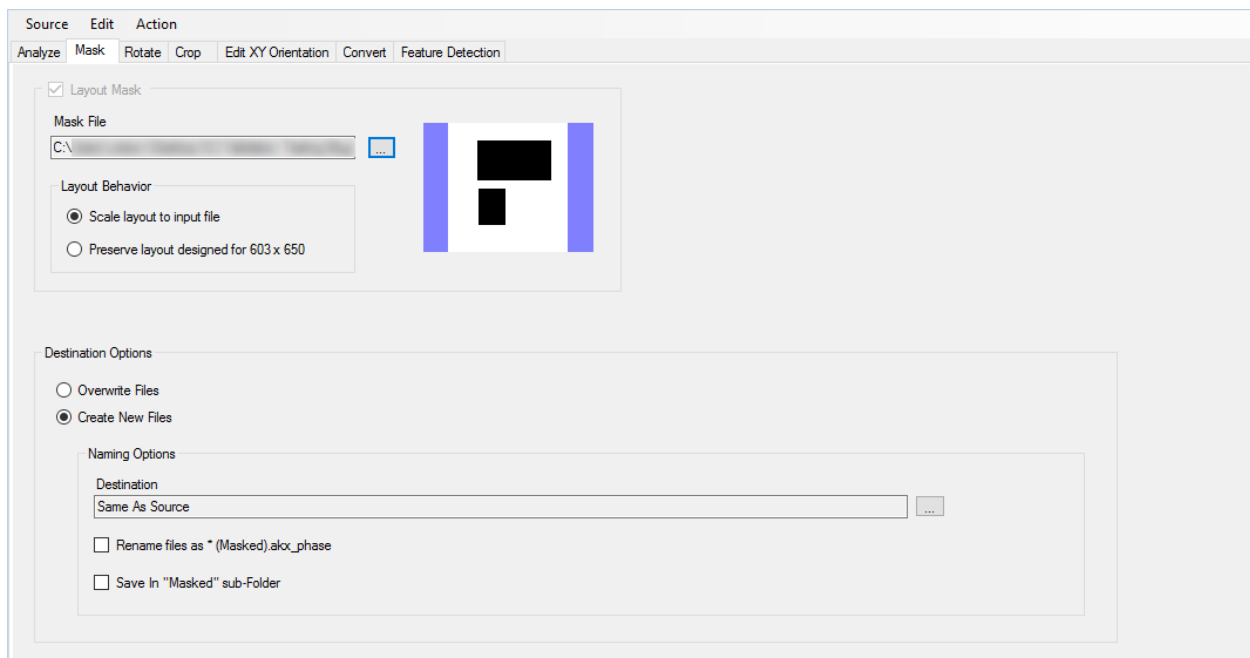 Source Edit Action
Analyze Mask Rotate Crop Edit XY Orientation Convert Feature Detection
Layout Mask
Mask File
C:\
...
Layout Behavior
Scale layout to input file
Preserve layout designed for 603 x 650
Destination Options
Overwrite Files
Create New Files
Naming Options
Destination
Same As Source
...
Rename files as * (Masked).akx_phase
Save In "Masked" sub-Folder